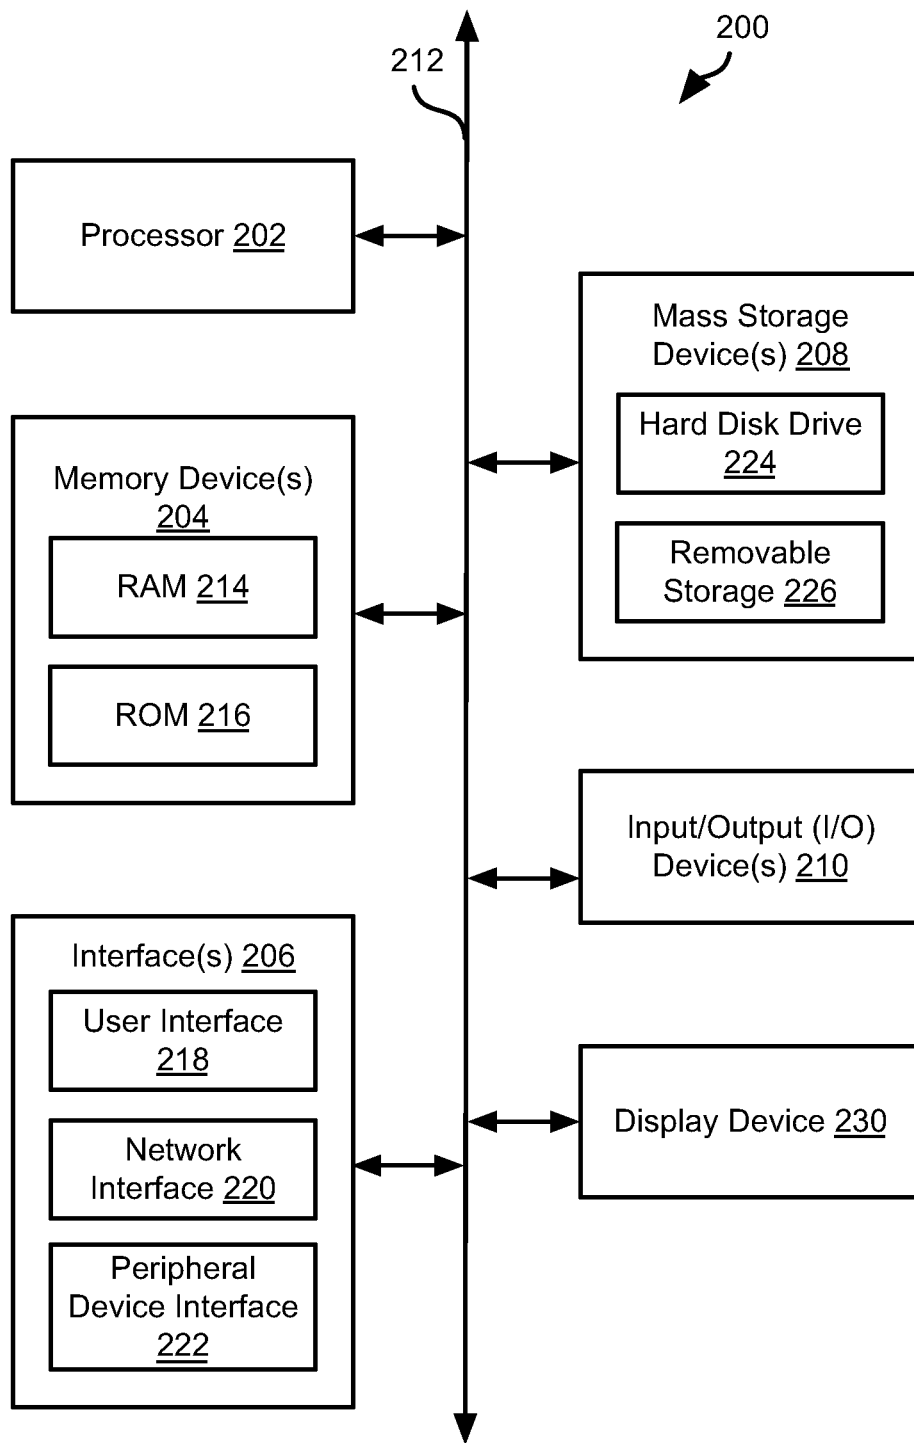 200
212
Processor 202
Mass Storage
Device(s) 208
Hard Disk Drive
224
Removable
Storage 226
Memory Device(s)
204
RAM 214
ROM 216
Input/Output (I/O)
Device(s) 210
Interface(s) 206
User Interface
218
Network
Interface 220
Peripheral
Device Interface
222
Display Device 230